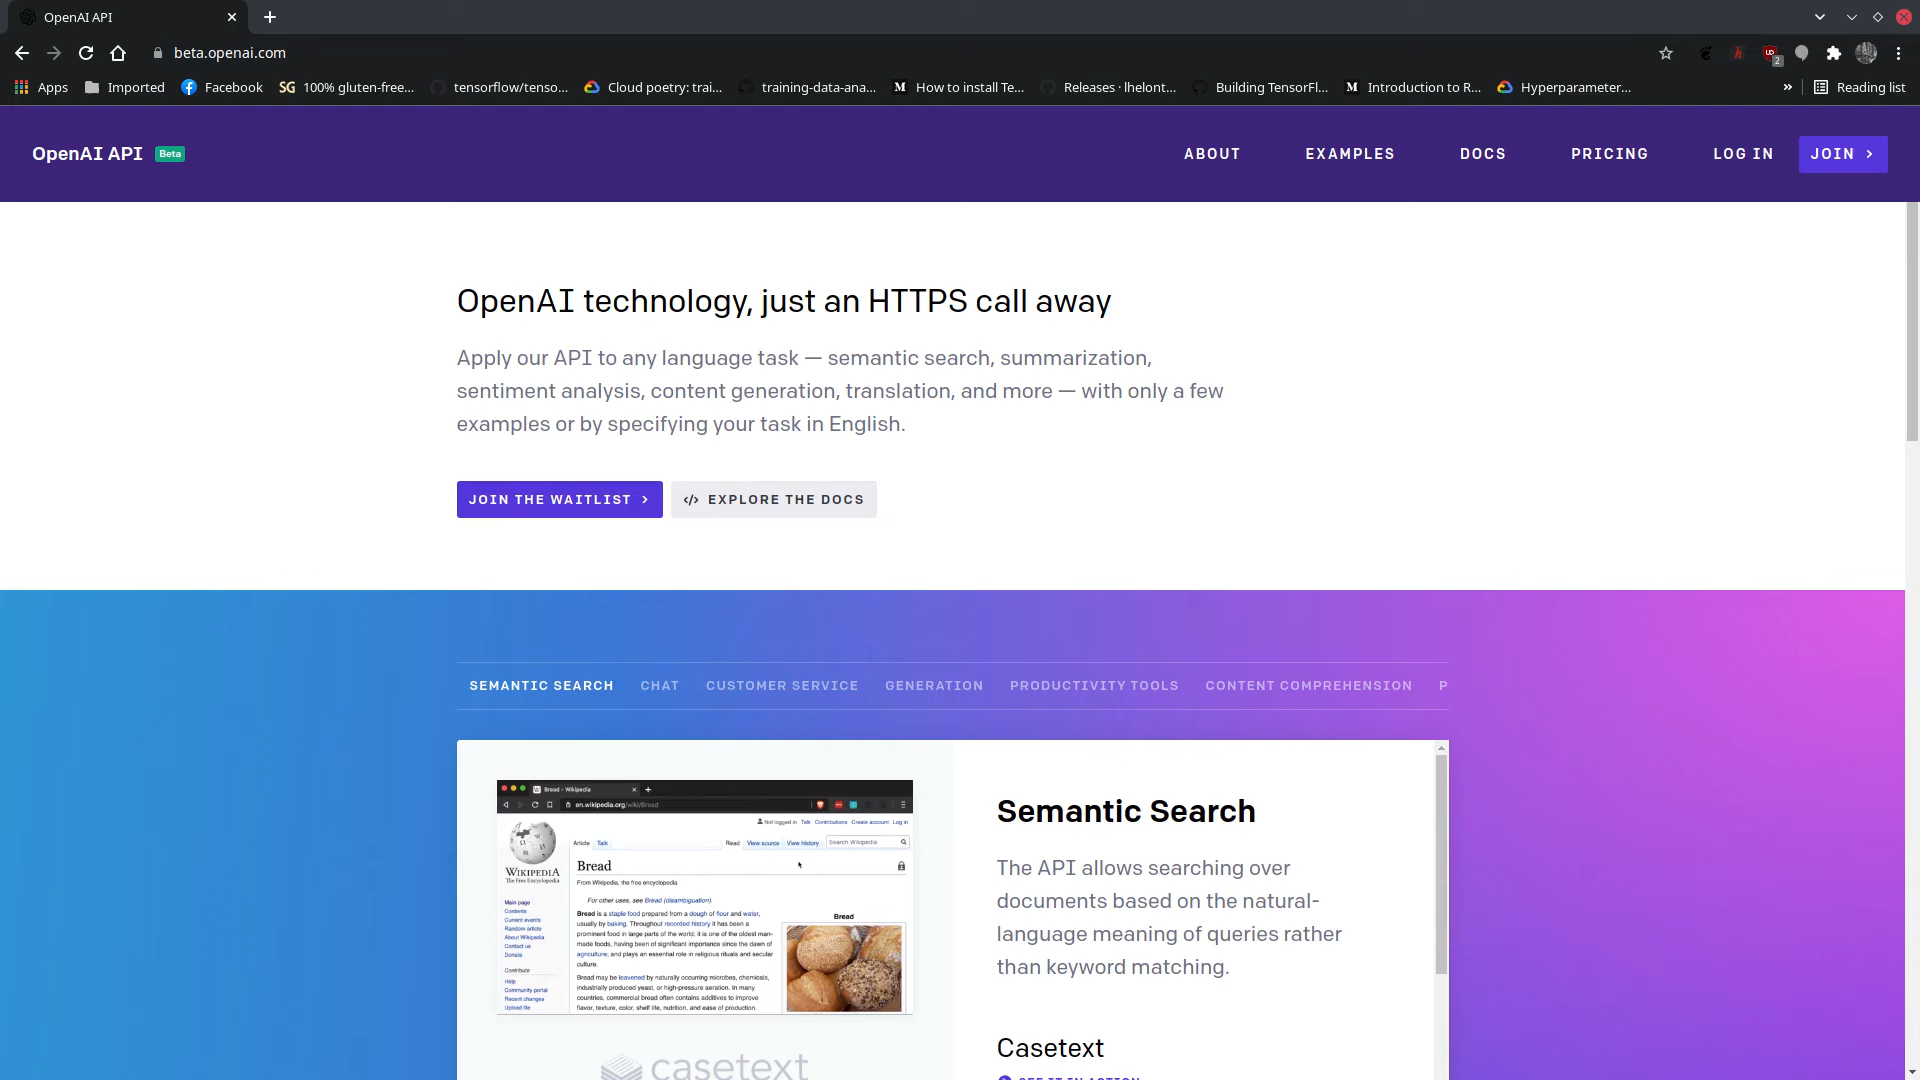 OpenAI API
beta.openai.com
2
Apps
Imported
Facebook
SG 100% gluten-free...
tensorflow/tenso...
Cloud poetry: trai...
training-data-ana...
M How to install Te...
Releases · lhelont...
Building TensorFl...
M Introduction to R...
Hyperparameter...
»
Reading list
OpenAI API Beta
ABOUT
EXAMPLES
DOCS
PRICING
LOG IN
JOIN >
OpenAI technology, just an HTTPS call away
Apply our API to any language task — semantic search, summarization,
sentiment analysis, content generation, translation, and more — with only a few
examples or by specifying your task in English.
JOIN THE WAITLIST >
</> EXPLORE THE DOCS
SEMANTIC SEARCH
CHAT
CUSTOMER SERVICE
GENERATION
PRODUCTIVITY TOOLS
CONTENT COMPREHENSION
P
W Bread - Wikipedia
en.wikipedia.org/wiki/Bread
Not logged in Talk Contributions Create account Log in
Article Talk
Read View source View history Search Wikipedia
WIKIPEDIA
The Free Encyclopedia
Main page
Contents
Current events
Random article
About Wikipedia
Contact us
Donate
Contribute
Help
Community portal
Recent changes
Upload file
Bread
From Wikipedia, the free encyclopedia
For other uses, see Bread (disambiguation).
Bread is a staple food prepared from a dough of flour and water,
usually by baking. Throughout recorded history it has been a
prominent food in large parts of the world; it is one of the oldest man-
made foods, having been of significant importance since the dawn of
agriculture; and plays an essential role in religious rituals and secular
culture.
Bread may be leavened by naturally occurring microbes, chemicals,
industrially produced yeast, or high-pressure aeration. In many
countries, commercial bread often contains additives to improve
flavor, texture, color, shelf life, nutrition, and ease of production.
Bread
casetext
Semantic Search
The API allows searching over
documents based on the natural-
language meaning of queries rather
than keyword matching.
Casetext
SEE IT IN ACTION